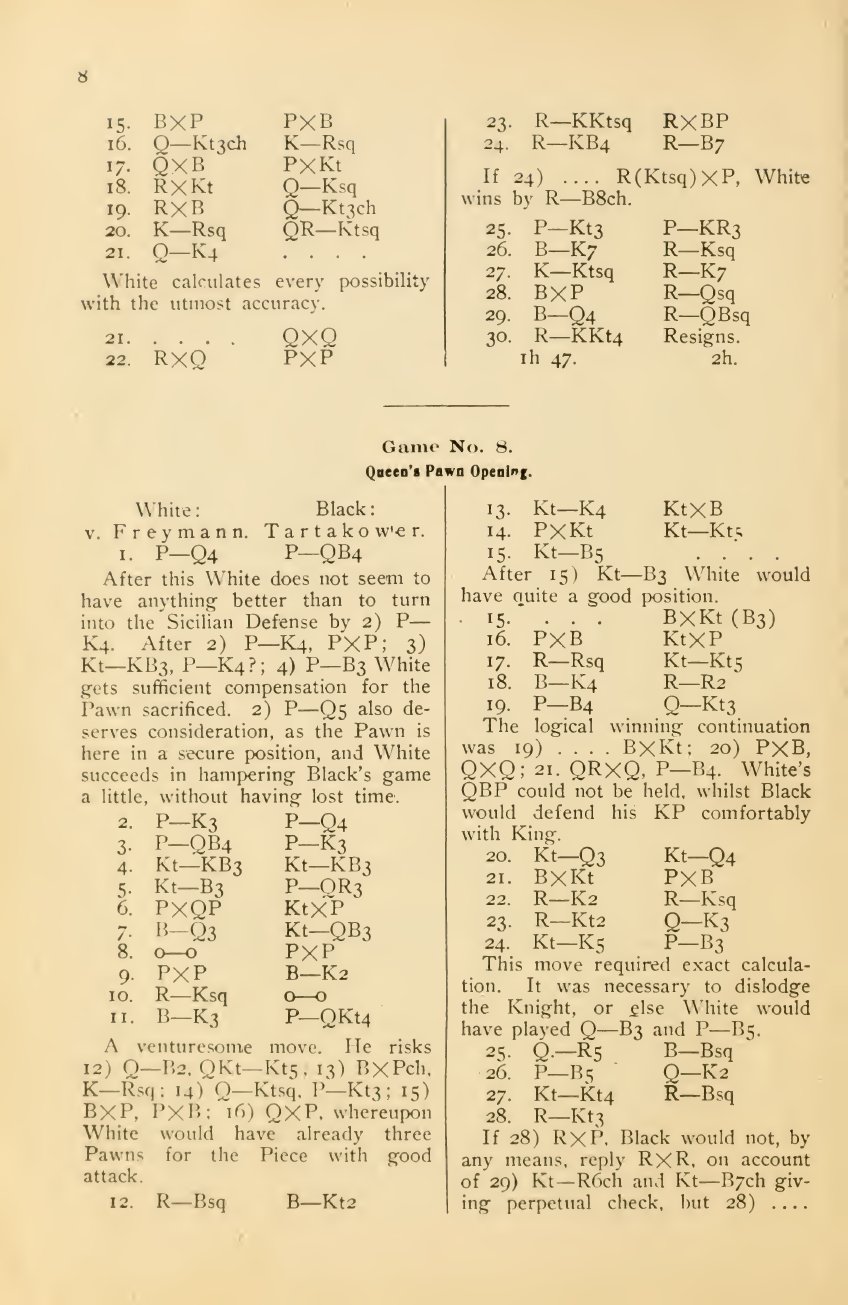 8
15. B×P P×B
16. Q—Kt3ch K—Rsq
17. Q×B P×Kt
18. R×Kt Q—Ksq
19. R×B Q—Kt3ch
20. K—Rsq QR—Ktsq
21. Q—K4 . . . .
White calculates every possibility
with the utmost accuracy.
21. . . . . Q×Q
22. R×Q P×P
23. R—KKtsq R×BP
24. R—KB4 R—B7
If 24) .... R(Ktsq)×P, White
wins by R—B8ch.
25. P—Kt3 P—KR3
26. B—K7 R—Ksq
27. K—Ktsq R—K7
28. B×P R—Qsq
29. B—Q4 R—QBsq
30. R—KKt4 Resigns.
1h 47. 2h.
Game No. 8.
Queen's Pawn Opening.
White: Black:
v. Freymann. Tartakower.
1. P—Q4 P—QB4
After this White does not seem to
have anything better than to turn
into the Sicilian Defense by 2) P—
K4. After 2) P—K4, P×P; 3)
Kt—KB3, P—K4?; 4) P—B3 White
gets sufficient compensation for the
Pawn sacrificed. 2) P—Q5 also de-
serves consideration, as the Pawn is
here in a secure position, and White
succeeds in hampering Black's game
a little, without having lost time.
2. P—K3 P—Q4
3. P—QB4 P—K3
4. Kt—KB3 Kt—KB3
5. Kt—B3 P—QR3
6. P×QP Kt×P
7. B—Q3 Kt—QB3
8. o—o P×P
9. P×P B—K2
10. R—Ksq o—o
11. B—K3 P—QKt4
A venturesome move. He risks
12) Q—B2, QKt—Kt5, 13) B×Pch,
K—Rsq; 14) Q—Ktsq, P—Kt3; 15)
B×P, P×B; 16) Q×P, whereupon
White would have already three
Pawns for the Piece with good
attack.
12. R—Bsq B—Kt2
13. Kt—K4 Kt×B
14. P×Kt Kt—Kt5
15. Kt—B5 . . . .
After 15) Kt—B3 White would
have quite a good position.
15. . . . . B×Kt (B3)
16. P×B Kt×P
17. R—Rsq Kt—Kt5
18. B—K4 R—R2
19. P—B4 Q—Kt3
The logical winning continuation
was 19) .... B×Kt; 20) P×B,
Q×Q; 21. QR×Q, P—B4. White's
QBP could not be held, whilst Black
would defend his KP comfortably
with King.
20. Kt—Q3 Kt—Q4
21. B×Kt P×B
22. R—K2 R—Ksq
23. R—Kt2 Q—K3
24. Kt—K5 P—B3
This move required exact calcula-
tion. It was necessary to dislodge
the Knight, or else White would
have played Q—B3 and P—B5.
25. Q.—R5 B—Bsq
26. P—B5 Q—K2
27. Kt—Kt4 R—Bsq
28. R—Kt3
If 28) R×P, Black would not, by
any means, reply R×R, on account
of 29) Kt—R6ch and Kt—B7ch giv-
ing perpetual check, but 28) ....